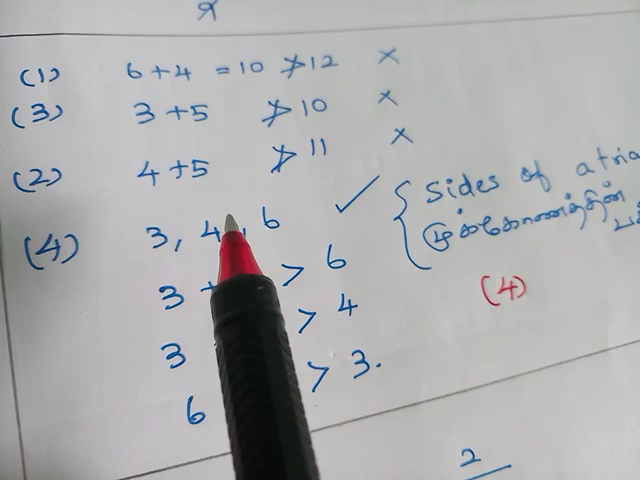 (1) 6 + 4 = 10 ≯ 12 ×
(3) 3 + 5 ≯ 10 ×
(2) 4 + 5 ≯ 11 ×
(4) 3, 4, 6 ✓ { Sides of a tria
முக்கோணத்தின் ப
3 + > 6
(4)
3 > 4
6 > 3.
2